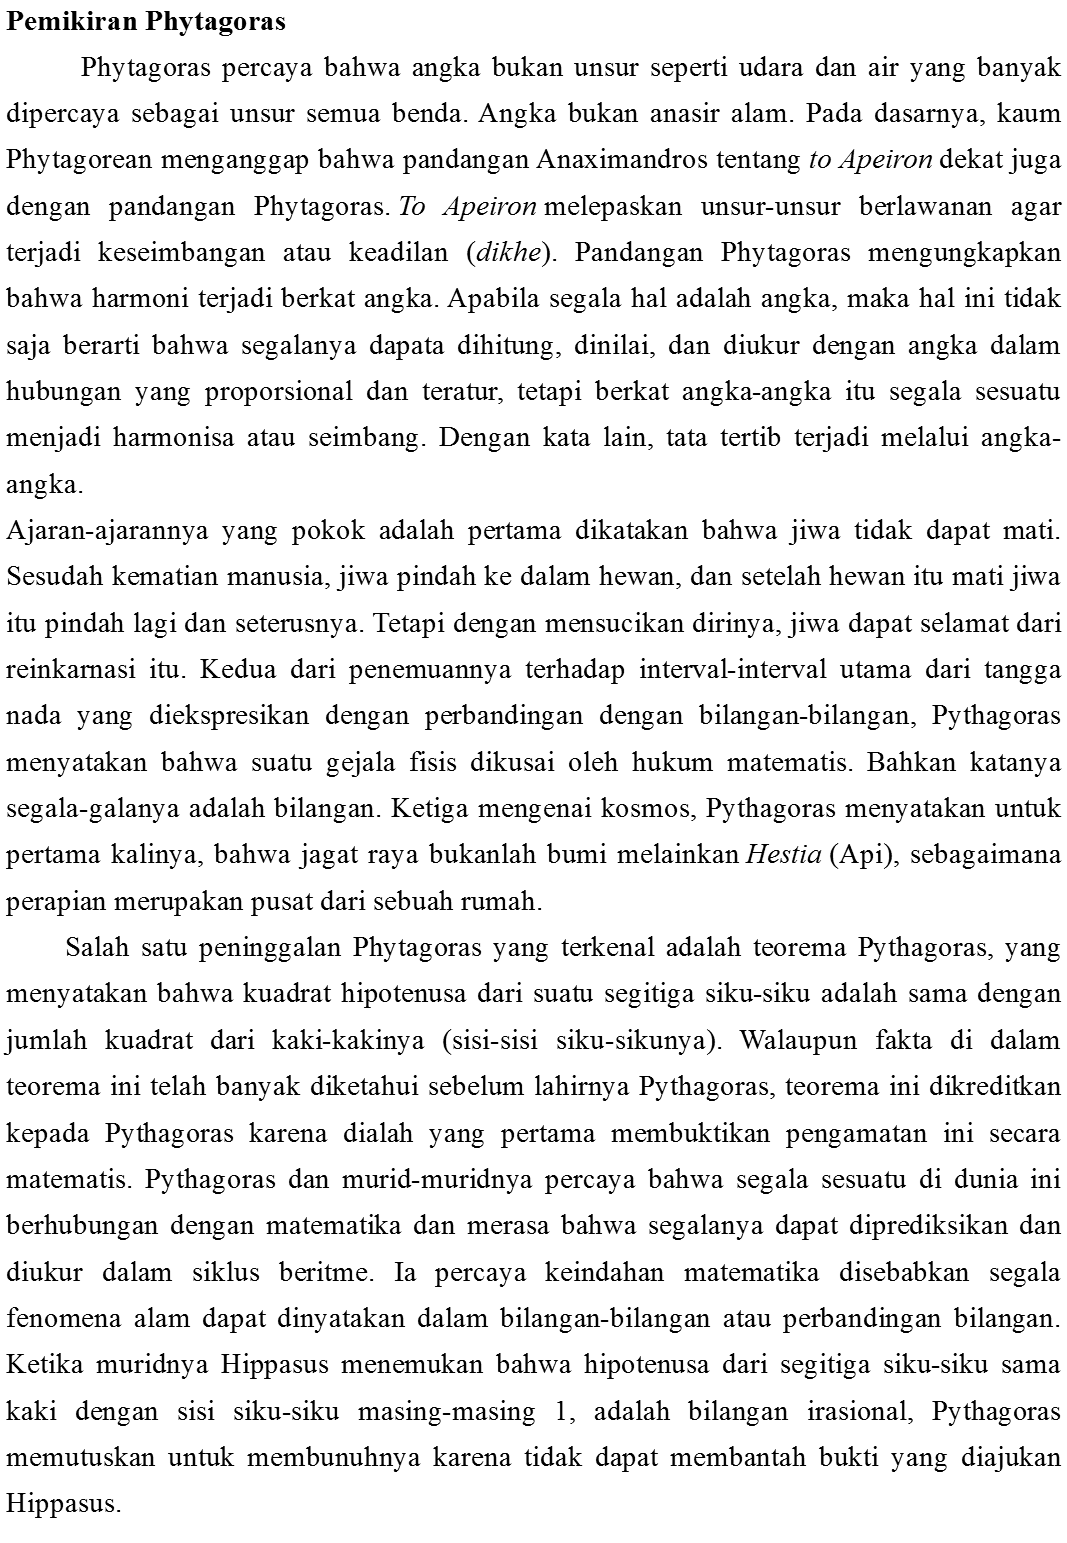 Pemikiran Phytagoras
Phytagoras percaya bahwa angka bukan unsur seperti udara dan air yang banyak
dipercaya sebagai unsur semua benda. Angka bukan anasir alam. Pada dasarnya, kaum
Phytagorean menganggap bahwa pandangan Anaximandros tentang to Apeiron dekat juga
dengan pandangan Phytagoras. To Apeiron melepaskan unsur-unsur berlawanan agar
terjadi keseimbangan atau keadilan (dikhe). Pandangan Phytagoras mengungkapkan
bahwa harmoni terjadi berkat angka. Apabila segala hal adalah angka, maka hal ini tidak
saja berarti bahwa segalanya dapata dihitung, dinilai, dan diukur dengan angka dalam
hubungan yang proporsional dan teratur, tetapi berkat angka-angka itu segala sesuatu
menjadi harmonisa atau seimbang. Dengan kata lain, tata tertib terjadi melalui angka-
angka.
Ajaran-ajarannya yang pokok adalah pertama dikatakan bahwa jiwa tidak dapat mati.
Sesudah kematian manusia, jiwa pindah ke dalam hewan, dan setelah hewan itu mati jiwa
itu pindah lagi dan seterusnya. Tetapi dengan mensucikan dirinya, jiwa dapat selamat dari
reinkarnasi itu. Kedua dari penemuannya terhadap interval-interval utama dari tangga
nada yang diekspresikan dengan perbandingan dengan bilangan-bilangan, Pythagoras
menyatakan bahwa suatu gejala fisis dikusai oleh hukum matematis. Bahkan katanya
segala-galanya adalah bilangan. Ketiga mengenai kosmos, Pythagoras menyatakan untuk
pertama kalinya, bahwa jagat raya bukanlah bumi melainkan Hestia (Api), sebagaimana
perapian merupakan pusat dari sebuah rumah.
Salah satu peninggalan Phytagoras yang terkenal adalah teorema Pythagoras, yang
menyatakan bahwa kuadrat hipotenusa dari suatu segitiga siku-siku adalah sama dengan
jumlah kuadrat dari kaki-kakinya (sisi-sisi siku-sikunya). Walaupun fakta di dalam
teorema ini telah banyak diketahui sebelum lahirnya Pythagoras, teorema ini dikreditkan
kepada Pythagoras karena dialah yang pertama membuktikan pengamatan ini secara
matematis. Pythagoras dan murid-muridnya percaya bahwa segala sesuatu di dunia ini
berhubungan dengan matematika dan merasa bahwa segalanya dapat diprediksikan dan
diukur dalam siklus beritme. Ia percaya keindahan matematika disebabkan segala
fenomena alam dapat dinyatakan dalam bilangan-bilangan atau perbandingan bilangan.
Ketika muridnya Hippasus menemukan bahwa hipotenusa dari segitiga siku-siku sama
kaki dengan sisi siku-siku masing-masing 1, adalah bilangan irasional, Pythagoras
memutuskan untuk membunuhnya karena tidak dapat membantah bukti yang diajukan
Hippasus.